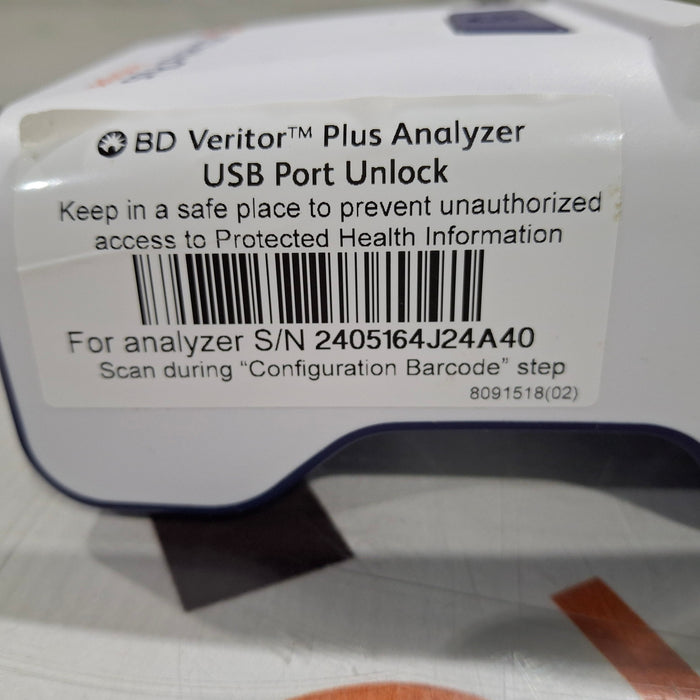 BD Veritor™ Plus Analyzer
USB Port Unlock
Keep in a safe place to prevent unauthorized
access to Protected Health Information
For analyzer S/N 2405164J24A40
Scan during “Configuration Barcode” step
8091518(02)